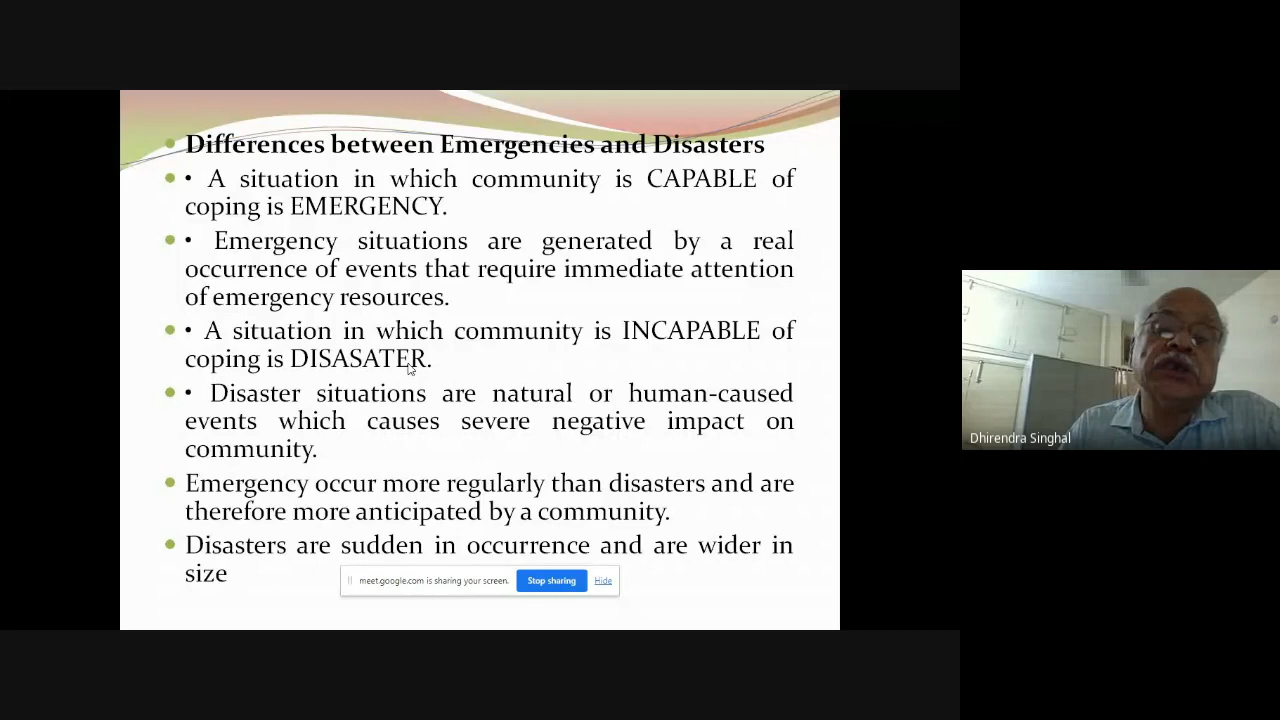 Differences between Emergencies and Disasters
• A situation in which community is CAPABLE of
coping is EMERGENCY.
• Emergency situations are generated by a real
occurrence of events that require immediate attention
of emergency resources.
• A situation in which community is INCAPABLE of
coping is DISASATER.
• Disaster situations are natural or human-caused
events which causes severe negative impact on
community.
Emergency occur more regularly than disasters and are
therefore more anticipated by a community.
Disasters are sudden in occurrence and are wider in
size
meet.google.com is sharing your screen. Stop sharing Hide
Dhirendra Singhal